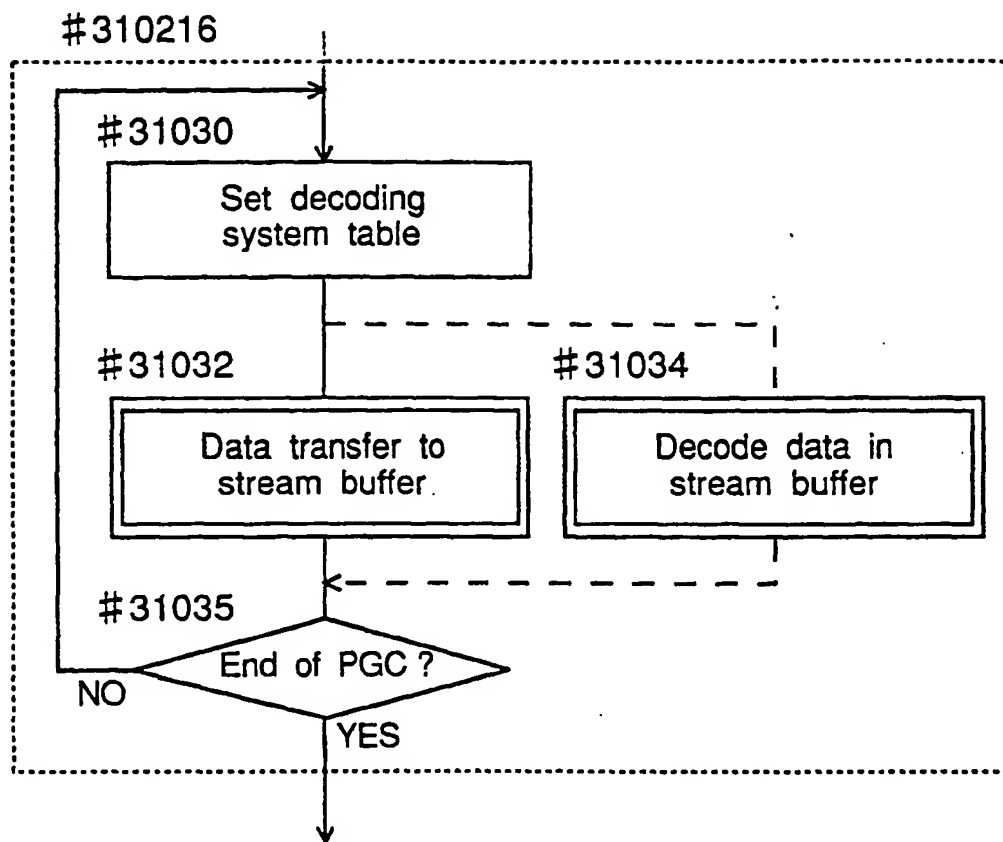 #310216
#31030
Set decoding
system table
#31032
#31034
Data transfer to
stream buffer
Decode data in
stream buffer
#31035
End of PGC ?
NO
YES